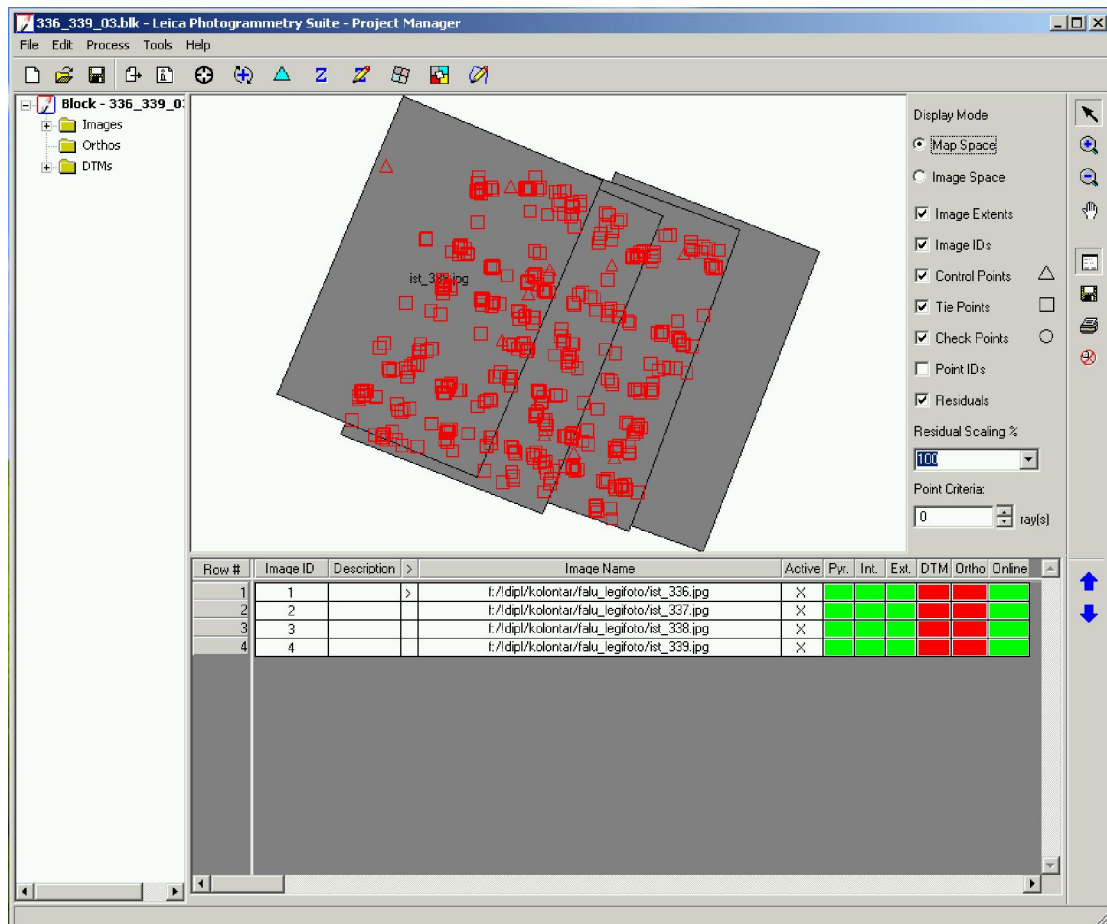 336_339_03.blk - Leica Photogrammetry Suite - Project Manager
File Edit Process Tools Help
Block - 336_339_0
Images
Orthos
DTMs
Display Mode
Map Space
Image Space
Image Extents
Image IDs
Control Points
Tie Points
Check Points
Point IDs
Residuals
Residual Scaling %
100
Point Criteria:
0 ray(s)
Row # Image ID Description > Image Name Active Pyr. Int. Ext. DTM Ortho Online
1 1 > f:/!dipl/kolontar/falu_legifoto/ist_336.jpg X
2 2 f:/!dipl/kolontar/falu_legifoto/ist_337.jpg X
3 3 f:/!dipl/kolontar/falu_legifoto/ist_338.jpg X
4 4 f:/!dipl/kolontar/falu_legifoto/ist_339.jpg X